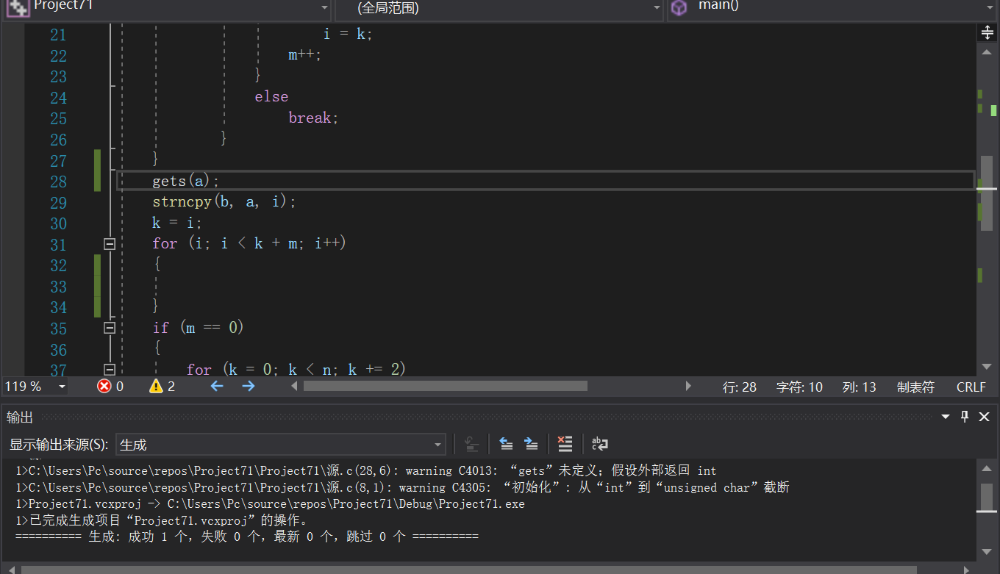 Project71 (全局范围) main()
21 i = k;
22 m++;
23 }
24 else
25 break;
26 }
27 }
28 gets(a);
29 strncpy(b, a, i);
30 k = i;
31 for (i; i < k + m; i++)
32 {
33
34 }
35 if (m == 0)
36 {
37 for (k = 0; k < n; k += 2)
119 % 0 2 行: 28 字符: 10 列: 13 制表符 CRLF
输出
显示输出来源(S): 生成
1>C:\Users\Pc\source\repos\Project71\Project71\源.c(28,6): warning C4013: “gets”未定义；假设外部返回 int
1>C:\Users\Pc\source\repos\Project71\Project71\源.c(8,1): warning C4305: “初始化”: 从“int”到“unsigned char”截断
1>Project71.vcxproj -> C:\Users\Pc\source\repos\Project71\Debug\Project71.exe
1>已完成生成项目“Project71.vcxproj”的操作。
========== 生成: 成功 1 个，失败 0 个，最新 0 个，跳过 0 个 ==========